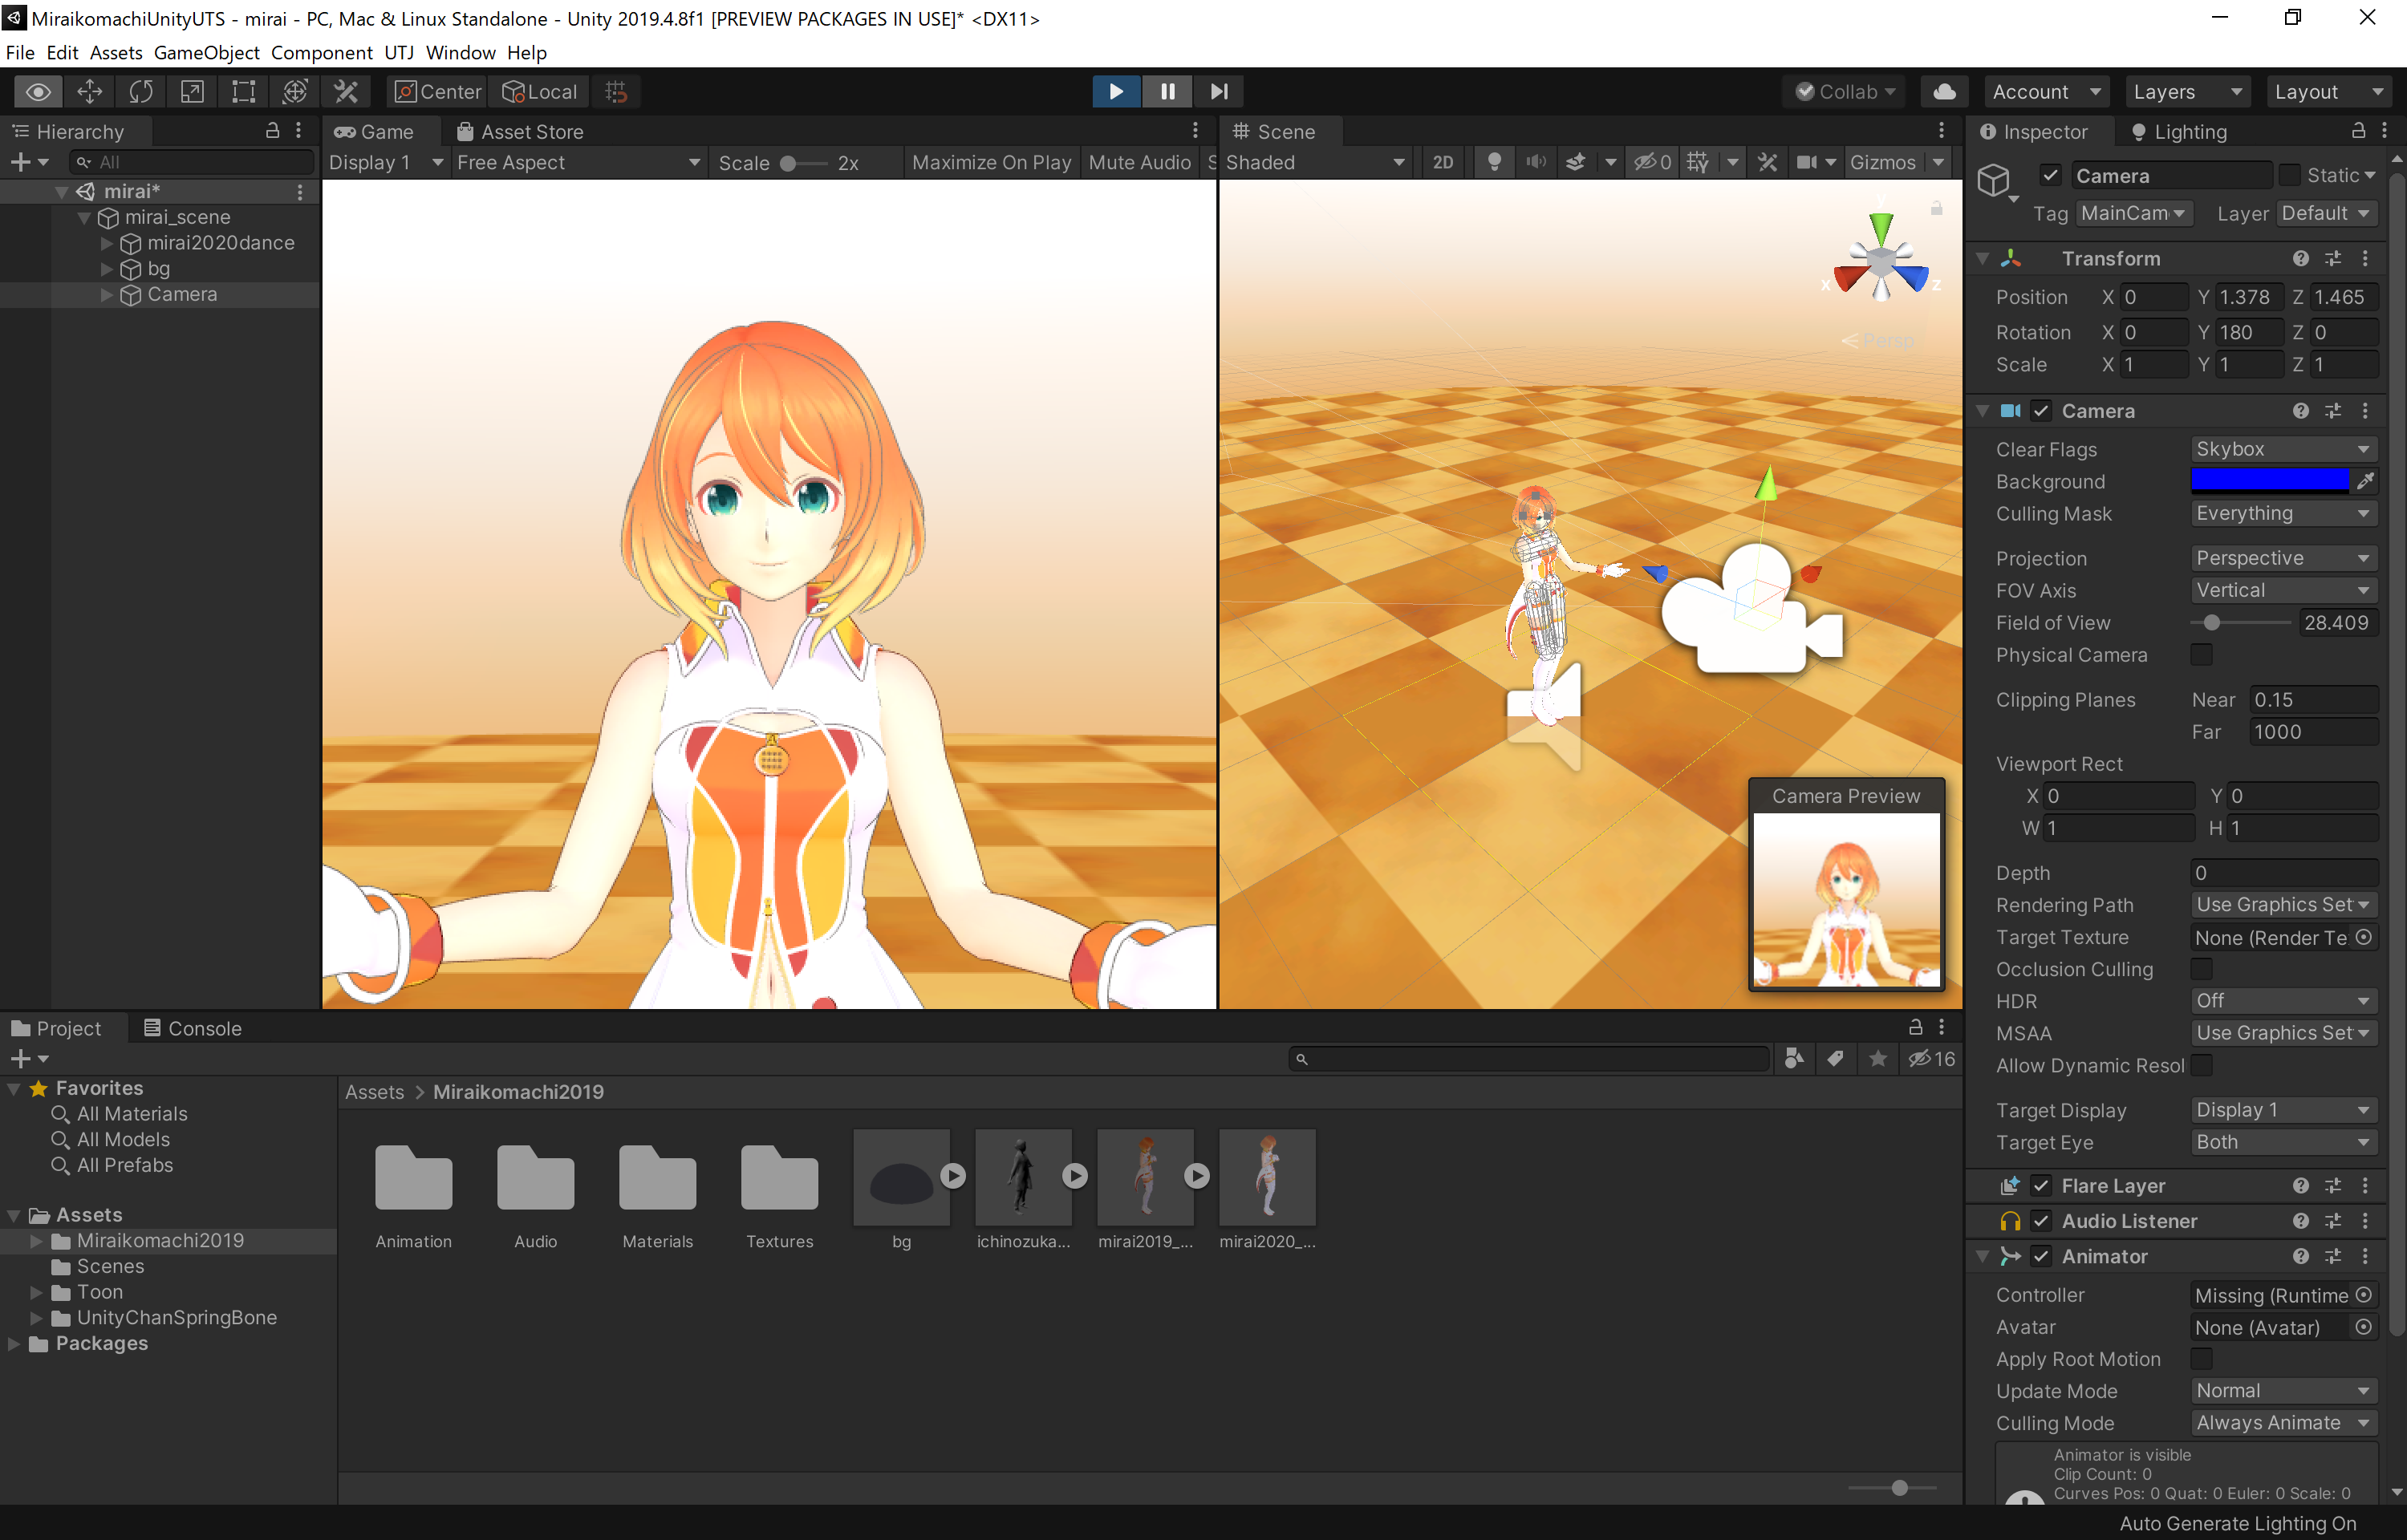 MiraikomachiUnityUTS - mirai - PC, Mac & Linux Standalone - Unity 2019.4.8f1 [PREVIEW PACKAGES IN USE]* <DX11>
File Edit Assets GameObject Component UTJ Window Help
Center Local Collab Account Layers Layout
Hierarchy
All
mirai*
mirai_scene
mirai2020dance
bg
Camera
Game Asset Store
Display 1 Free Aspect Scale 2x Maximize On Play Mute Audio S
Scene
Shaded 2D 0 Gizmos
y
x z
Persp
Camera Preview
Inspector Lighting
Camera Static
Tag MainCam Layer Default
Transform
Position X 0 Y 1.378 Z 1.465
Rotation X 0 Y 180 Z 0
Scale X 1 Y 1 Z 1
Camera
Clear Flags Skybox
Background
Culling Mask Everything
Projection Perspective
FOV Axis Vertical
Field of View 28.409
Physical Camera
Clipping Planes Near 0.15
Far 1000
Viewport Rect
X 0 Y 0
W 1 H 1
Depth 0
Rendering Path Use Graphics Set
Target Texture None (Render Te
Occlusion Culling
HDR Off
MSAA Use Graphics Set
Allow Dynamic Resol
Target Display Display 1
Target Eye Both
Flare Layer
Audio Listener
Animator
Controller Missing (Runtime
Avatar None (Avatar)
Apply Root Motion
Update Mode Normal
Culling Mode Always Animate
Animator is visible
Clip Count: 0
Curves Pos: 0 Quat: 0 Euler: 0 Scale: 0
Project Console
16
Favorites
All Materials
All Models
All Prefabs
Assets
Miraikomachi2019
Scenes
Toon
UnityChanSpringBone
Packages
Assets > Miraikomachi2019
Animation Audio Materials Textures bg ichinozuka... mirai2019_... mirai2020_...
Auto Generate Lighting On